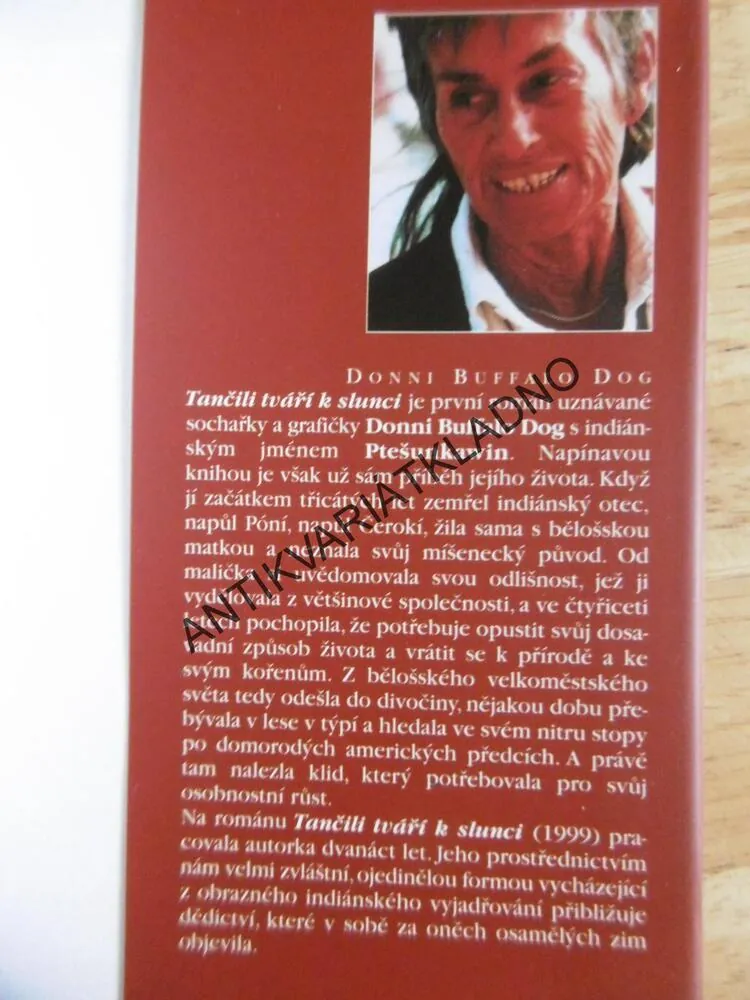 DONNI BUFFALO DOG
Tančili tváří k slunci je první román uznávané
sochařky a grafičky Donni Buffalo Dog s indián-
ským jménem. Napínavou
knihou je však už sám příběh jejího života. Když
jí začátkem třicátých let zemřel indiánský otec,
napůl Póní, napůl Čerokí, žila sama s bělošskou
matkou a neznala svůj míšenecký původ. Od
malička si uvědomovala svou odlišnost, jež ji
vydělovala z většinové společnosti, a ve čtyřiceti
letech pochopila, že potřebuje opustit svůj dosa-
vadní způsob života a vrátit se k přírodě a ke
svým kořenům. Z bělošského velkoměstského
světa tedy odešla do divočiny, nějakou dobu pře-
bývala v lese v týpí a hledala ve svém nitru stopy
po domorodých amerických předcích. A právě
tam nalezla klid, který potřebovala pro svůj
osobnostní růst.
Na románu Tančili tváří k slunci (1999) pra-
covala autorka dvanáct let. Jeho prostřednictvím
nám velmi zvláštní, ojedinělou formou vycházející
z obrazného indiánského vyjadřování přibližuje
dědictví, které v sobě za oněch osamělých zim
objevila.
ANTIKVARIATKLADNO